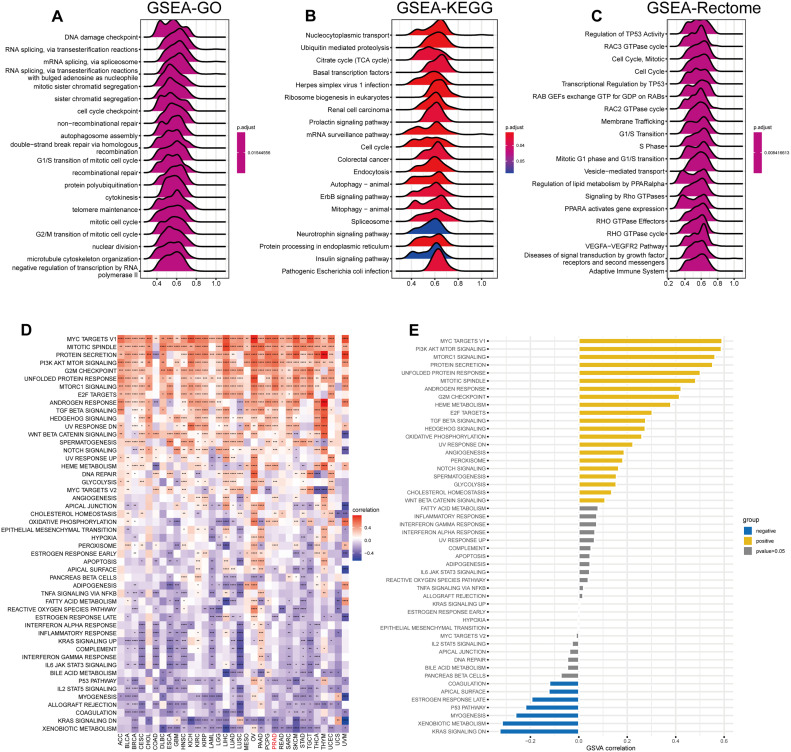 A
GSEA-GO
DNA damage checkpoint
RNA splicing, via transesterification reactions
mRNA splicing, via spliceosome
RNA splicing, via transesterification reactions
with bulged adenosine as nucleophile
mitotic sister chromatid segregation
sister chromatid segregation
cell cycle checkpoint
non−recombinational repair
autophagosome assembly
double−strand break repair via homologous
recombination
G1/S transition of mitotic cell cycle
recombinational repair
protein polyubiquitination
cytokinesis
telomere maintenance
mitotic cell cycle
G2/M transition of mitotic cell cycle
nuclear division
microtubule cytoskeleton organization
negative regulation of transcription by RNA
polymerase II
0.2 0.4 0.6 0.8 1.0
p.adjust
B
GSEA-KEGG
Nucleocytoplasmic transport
Ubiquitin mediated proteolysis
Citrate cycle (TCA cycle)
Basal transcription factors
Herpes simplex virus 1 infection
Ribosome biogenesis in eukaryotes
Renal cell carcinoma
Prolactin signaling pathway
mRNA surveillance pathway
Cell cycle
Colorectal cancer
Endocytosis
Autophagy − animal
ErbB signaling pathway
Mitophagy − animal
Spliceosome
Neurotrophin signaling pathway
Protein processing in endoplasmic reticulum
Insulin signaling pathway
Pathogenic Escherichia coli infection
0.4 0.6 0.8 1.0
p.adjust
0.04
0.05
C
GSEA-Rectome
Regulation of TP53 Activity
RAC3 GTPase cycle
Cell Cycle, Mitotic
Cell Cycle
Transcriptional Regulation by TP53
RAB GEFs exchange GTP for GDP on RABs
RAC2 GTPase cycle
Membrane Trafficking
G1/S Transition
S Phase
Mitotic G1 phase and G1/S transition
Vesicle−mediated transport
Regulation of lipid metabolism by PPARalpha
Signaling by Rho GTPases
PPARA activates gene expression
RHO GTPase Effectors
RHO GTPase cycle
VEGFA−VEGFR2 Pathway
Diseases of signal transduction by growth factor
receptors and second messengers
Adaptive Immune System
0.2 0.4 0.6 0.8 1.0
p.adjust
D
MYC TARGETS V1
MITOTIC SPINDLE
PROTEIN SECRETION
PI3K AKT MTOR SIGNALING
G2M CHECKPOINT
UNFOLDED PROTEIN RESPONSE
MTORC1 SIGNALING
E2F TARGETS
ANDROGEN RESPONSE
TGF BETA SIGNALING
HEDGEHOG SIGNALING
UV RESPONSE DN
WNT BETA CATENIN SIGNALING
SPERMATOGENESIS
NOTCH SIGNALING
UV RESPONSE UP
HEME METABOLISM
DNA REPAIR
GLYCOLYSIS
MYC TARGETS V2
ANGIOGENESIS
APICAL JUNCTION
CHOLESTEROL HOMEOSTASIS
OXIDATIVE PHOSPHORYLATION
EPITHELIAL MESENCHYMAL TRANSITION
HYPOXIA
PEROXISOME
ESTROGEN RESPONSE EARLY
APOPTOSIS
APICAL SURFACE
PANCREAS BETA CELLS
ADIPOGENESIS
TNFA SIGNALING VIA NFKB
FATTY ACID METABOLISM
REACTIVE OXYGEN SPECIES PATHWAY
ESTROGEN RESPONSE LATE
INTERFERON ALPHA RESPONSE
INFLAMMATORY RESPONSE
KRAS SIGNALING UP
COMPLEMENT
INTERFERON GAMMA RESPONSE
IL6 JAK STAT3 SIGNALING
BILE ACID METABOLISM
P53 PATHWAY
IL2 STAT5 SIGNALING
MYOGENESIS
ALLOGRAFT REJECTION
COAGULATION
KRAS SIGNALING DN
XENOBIOTIC METABOLISM
ACC BLCA BRCA CESC CHOL COAD DLBC ESCA GBM HNSC KICH KIRC KIRP LAML LGG LIHC LUAD LUSC MESO OV PAAD PCPG PRAD READ SARC SKCM STAD TGCT THCA THYM UCEC UCS UVM
correlation
0.4
0.0
−0.4
E
MYC TARGETS V1
PI3K AKT MTOR SIGNALING
MTORC1 SIGNALING
PROTEIN SECRETION
UNFOLDED PROTEIN RESPONSE
MITOTIC SPINDLE
ANDROGEN RESPONSE
G2M CHECKPOINT
HEME METABOLISM
E2F TARGETS
TGF BETA SIGNALING
HEDGEHOG SIGNALING
OXIDATIVE PHOSPHORYLATION
UV RESPONSE DN
ANGIOGENESIS
PEROXISOME
NOTCH SIGNALING
SPERMATOGENESIS
GLYCOLYSIS
CHOLESTEROL HOMEOSTASIS
WNT BETA CATENIN SIGNALING
FATTY ACID METABOLISM
INFLAMMATORY RESPONSE
INTERFERON GAMMA RESPONSE
INTERFERON ALPHA RESPONSE
UV RESPONSE UP
COMPLEMENT
APOPTOSIS
ADIPOGENESIS
IL6 JAK STAT3 SIGNALING
REACTIVE OXYGEN SPECIES PATHWAY
TNFA SIGNALING VIA NFKB
ALLOGRAFT REJECTION
KRAS SIGNALING UP
ESTROGEN RESPONSE EARLY
HYPOXIA
EPITHELIAL MESENCHYMAL TRANSITION
MYC TARGETS V2
IL2 STAT5 SIGNALING
APICAL JUNCTION
DNA REPAIR
BILE ACID METABOLISM
PANCREAS BETA CELLS
COAGULATION
APICAL SURFACE
ESTROGEN RESPONSE LATE
P53 PATHWAY
MYOGENESIS
XENOBIOTIC METABOLISM
KRAS SIGNALING DN
−0.2 0.0 0.2 0.4 0.6
GSVA correlation
group
negative
positive
pvalue>0.05